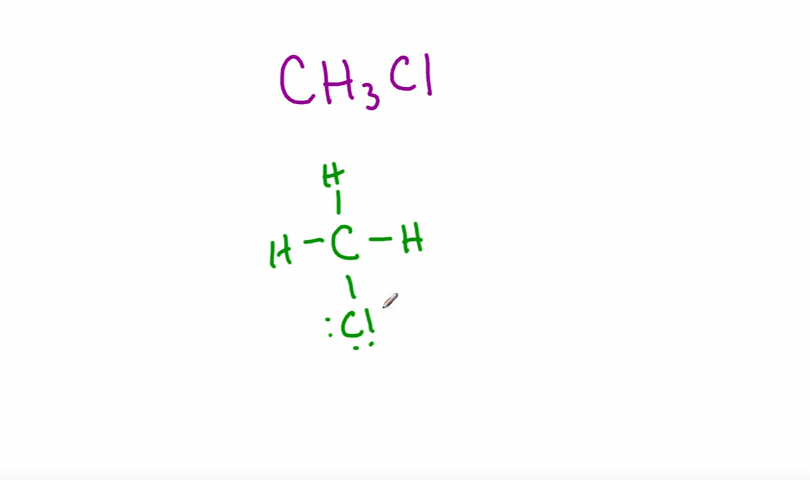 CH₃Cl
H
H – C – H
:Cl